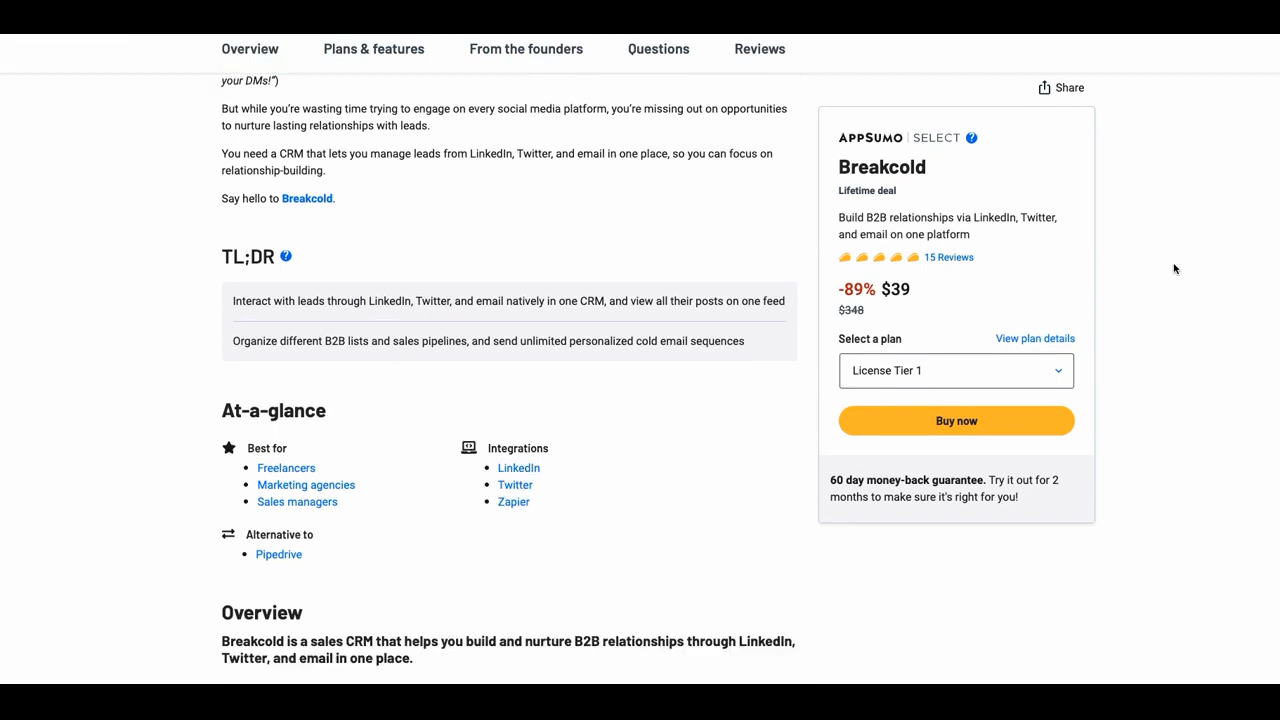 Overview
Plans & features
From the founders
Questions
Reviews
your DMs!")
But while you're wasting time trying to engage on every social media platform, you're missing out on opportunities
to nurture lasting relationships with leads.
You need a CRM that lets you manage leads from LinkedIn, Twitter, and email in one place, so you can focus on
relationship-building.
Say hello to Breakcold.
TL;DR ?
Interact with leads through LinkedIn, Twitter, and email natively in one CRM, and view all their posts on one feed
Organize different B2B lists and sales pipelines, and send unlimited personalized cold email sequences
At-a-glance
Best for
Freelancers
Marketing agencies
Sales managers
Integrations
LinkedIn
Twitter
Zapier
Alternative to
Pipedrive
Overview
Breakcold is a sales CRM that helps you build and nurture B2B relationships through LinkedIn,
Twitter, and email in one place.
Share
APPSUMO | SELECT ?
Breakcold
Lifetime deal
Build B2B relationships via LinkedIn, Twitter,
and email on one platform
15 Reviews
-89% $39
$348
Select a plan
View plan details
License Tier 1
Buy now
60 day money-back guarantee. Try it out for 2
months to make sure it's right for you!